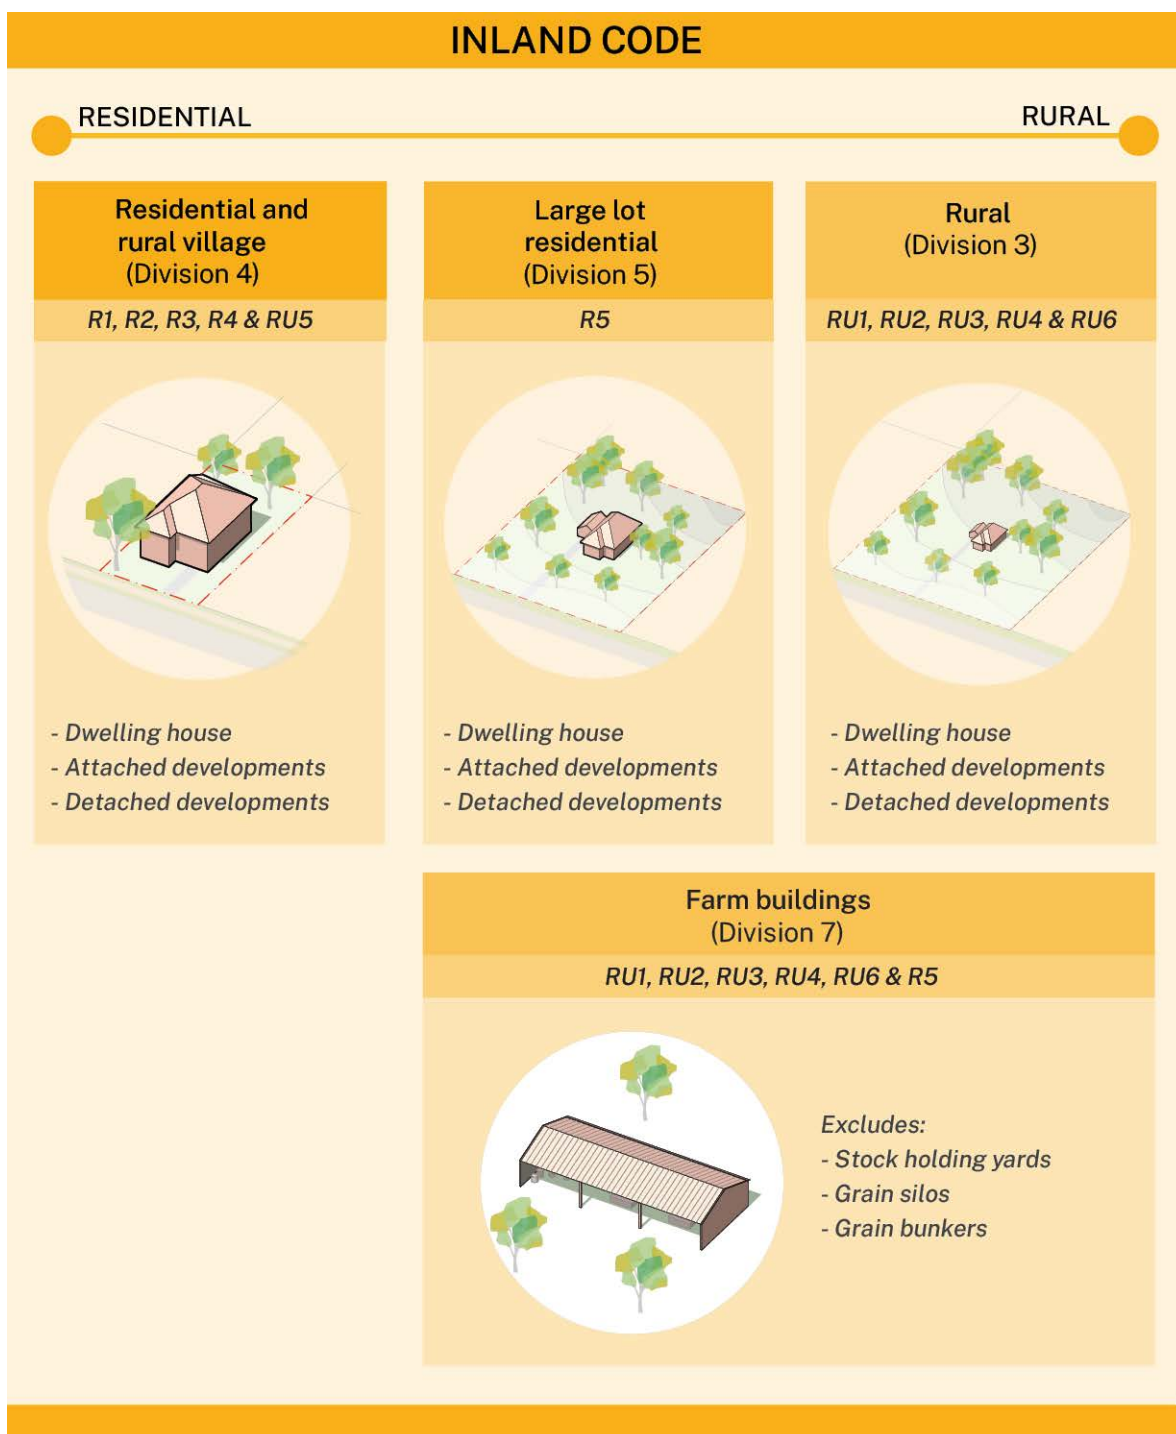 INLAND CODE
RESIDENTIAL
RURAL
Residential and
rural village
(Division 4)
R1, R2, R3, R4 & RU5
- Dwelling house
- Attached developments
- Detached developments
Large lot
residential
(Division 5)
R5
- Dwelling house
- Attached developments
- Detached developments
Rural
(Division 3)
RU1, RU2, RU3, RU4 & RU6
- Dwelling house
- Attached developments
- Detached developments
Farm buildings
(Division 7)
RU1, RU2, RU3, RU4, RU6 & R5
Excludes:
- Stock holding yards
- Grain silos
- Grain bunkers